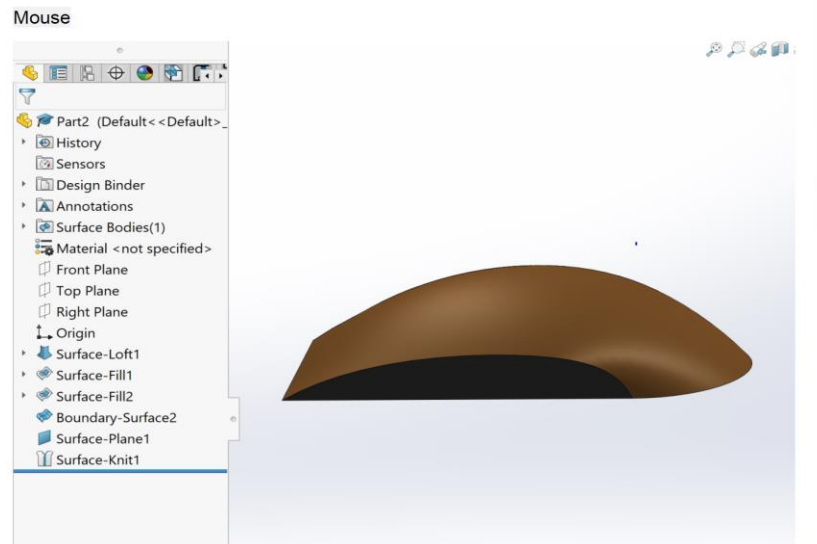 Mouse
Part2 (Default<<Default>_
History
Sensors
Design Binder
Annotations
Surface Bodies(1)
Material <not specified>
Front Plane
Top Plane
Right Plane
Origin
Surface-Loft1
Surface-Fill1
Surface-Fill2
Boundary-Surface2
Surface-Plane1
Surface-Knit1